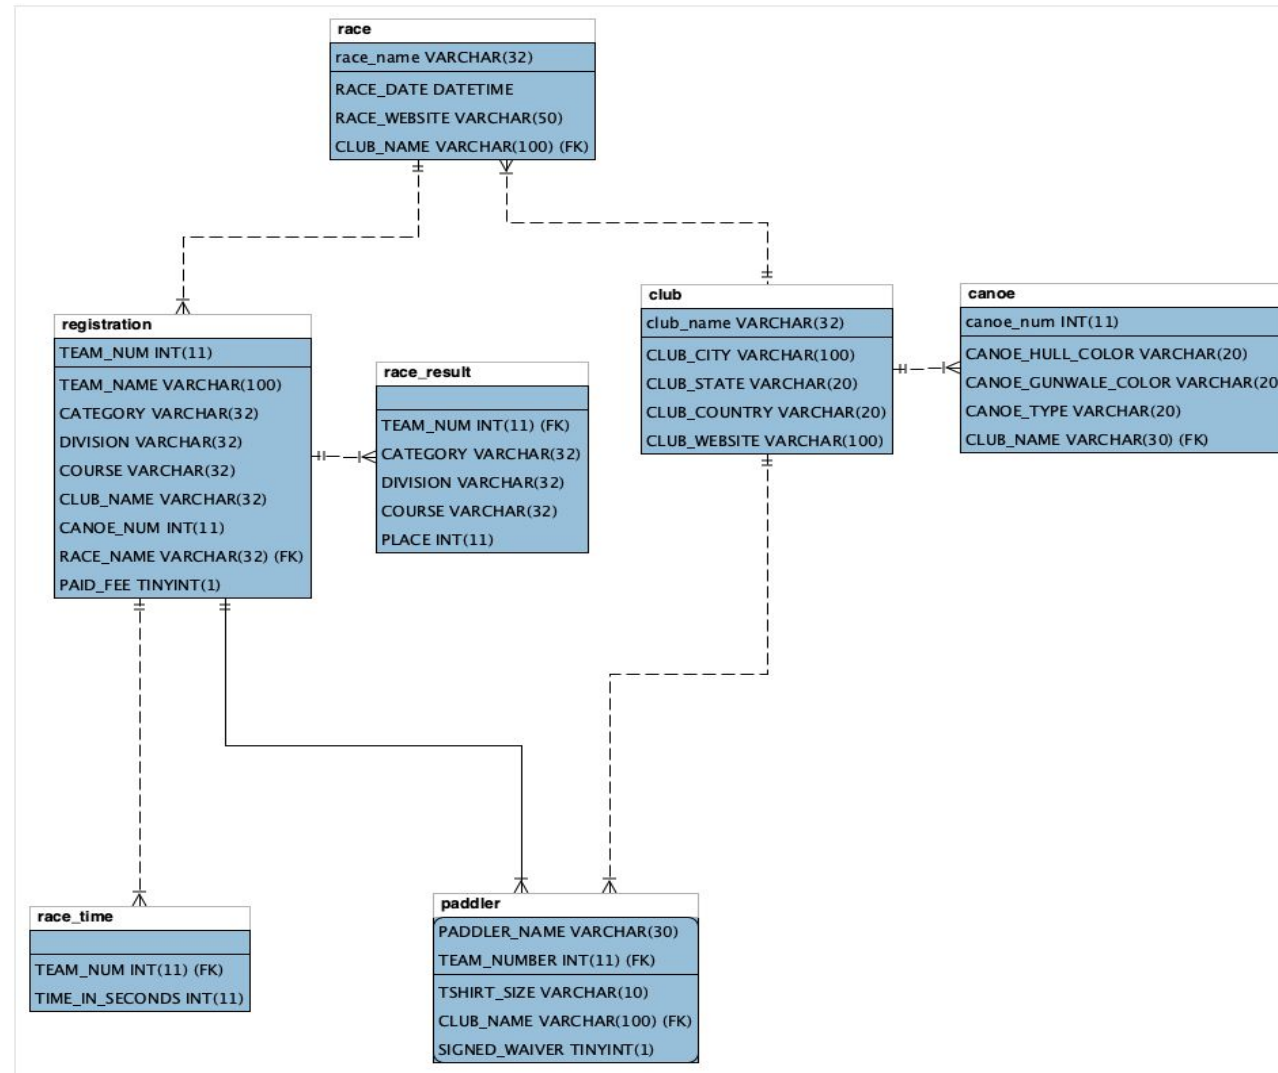 race
race_name VARCHAR(32)
RACE_DATE DATETIME
RACE_WEBSITE VARCHAR(50)
CLUB_NAME VARCHAR(100) (FK)
registration
TEAM_NUM INT(11)
TEAM_NAME VARCHAR(100)
CATEGORY VARCHAR(32)
DIVISION VARCHAR(32)
COURSE VARCHAR(32)
CLUB_NAME VARCHAR(32)
CANOE_NUM INT(11)
RACE_NAME VARCHAR(32) (FK)
PAID_FEE TINYINT(1)
race_result
TEAM_NUM INT(11) (FK)
CATEGORY VARCHAR(32)
DIVISION VARCHAR(32)
COURSE VARCHAR(32)
PLACE INT(11)
club
club_name VARCHAR(32)
CLUB_CITY VARCHAR(100)
CLUB_STATE VARCHAR(20)
CLUB_COUNTRY VARCHAR(20)
CLUB_WEBSITE VARCHAR(100)
canoe
canoe_num INT(11)
CANOE_HULL_COLOR VARCHAR(20)
CANOE_GUNWALE_COLOR VARCHAR(20
CANOE_TYPE VARCHAR(20)
CLUB_NAME VARCHAR(30) (FK)
race_time
TEAM_NUM INT(11) (FK)
TIME_IN_SECONDS INT(11)
paddler
PADDLER_NAME VARCHAR(30)
TEAM_NUMBER INT(11) (FK)
TSHIRT_SIZE VARCHAR(10)
CLUB_NAME VARCHAR(100) (FK)
SIGNED_WAIVER TINYINT(1)